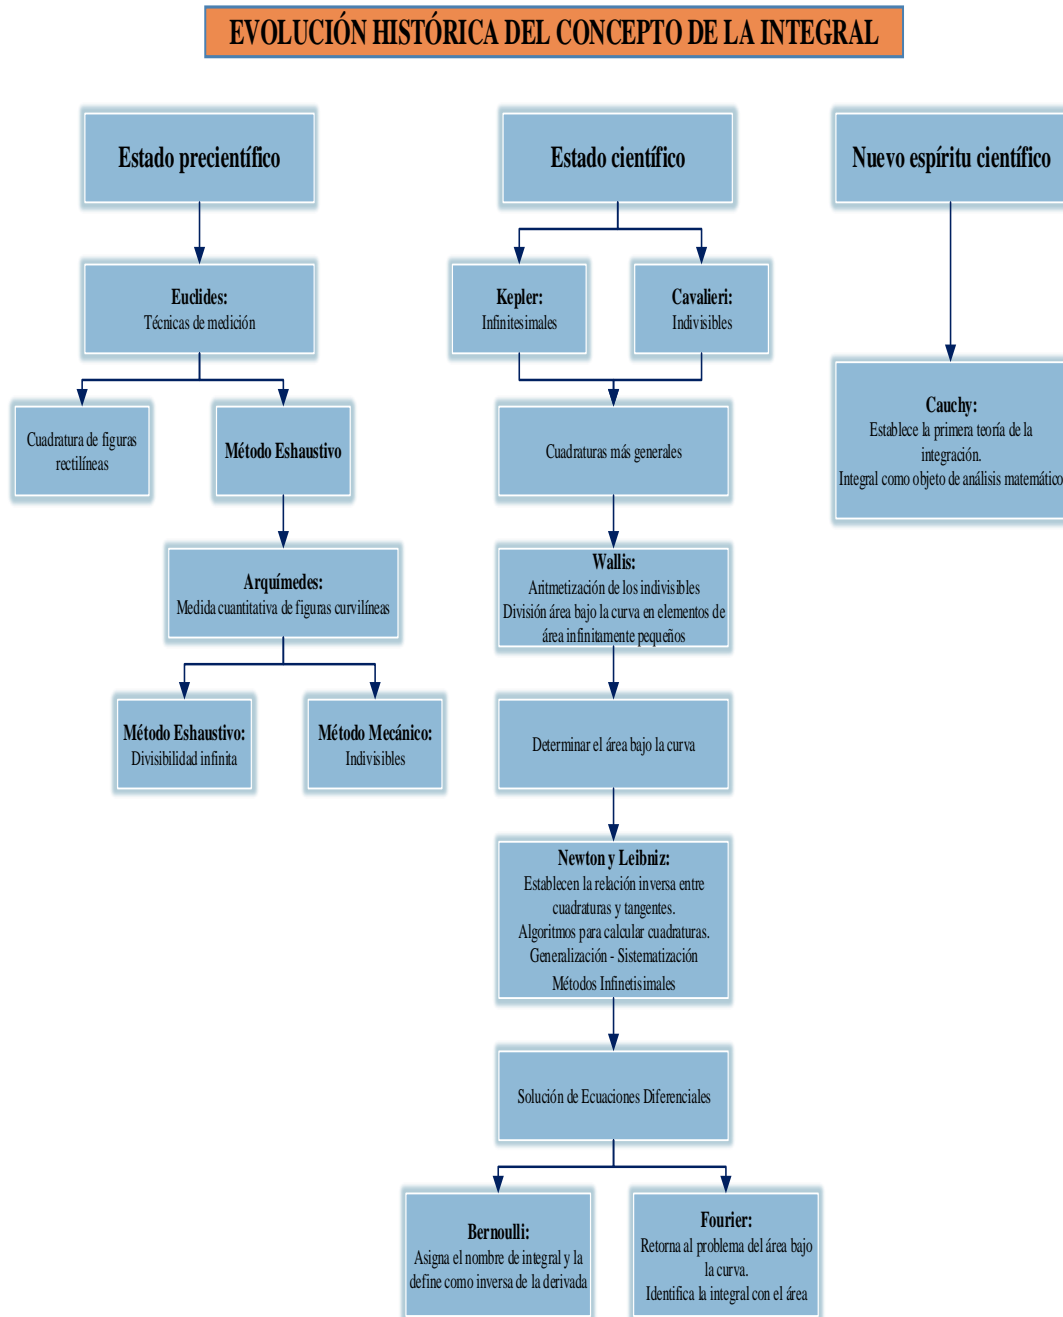 EVOLUCIÓN HISTÓRICA DEL CONCEPTO DE LA INTEGRAL
Estado precientífico
Euclides:
Técnicas de medición
Cuadratura de figuras
rectilíneas
Método Eshaustivo
Arquímedes:
Medida cuantitativa de figuras curvilíneas
Método Eshaustivo:
Divisibilidad infinita
Método Mecánico:
Indivisibles
Estado científico
Kepler:
Infinitesimales
Cavalieri:
Indivisibles
Cuadraturas más generales
Wallis:
Aritmetización de los indivisibles
División área bajo la curva en elementos de
área infinitamente pequeños
Determinar el área bajo la curva
Newton y Leibniz:
Establecen la relación inversa entre
cuadraturas y tangentes.
Algoritmos para calcular cuadraturas.
Generalización - Sistematización
Métodos Infinetisimales
Solución de Ecuaciones Diferenciales
Bernoulli:
Asigna el nombre de integral y la
define como inversa de la derivada
Fourier:
Retorna al problema del área bajo
la curva.
Identifica la integral con el área
Nuevo espíritu científico
Cauchy:
Establece la primera teoría de la
integración.
Integral como objeto de análisis matemático